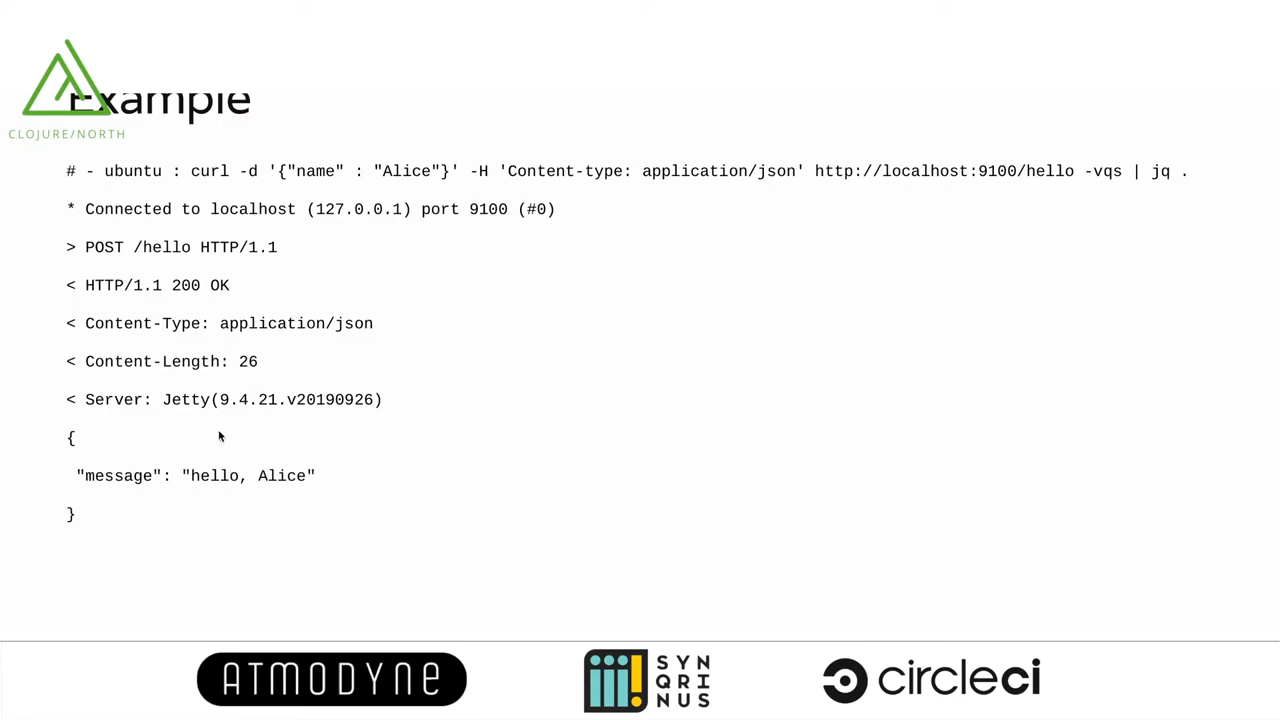 Example
CLOJURE/NORTH
# - ubuntu : curl -d '{"name" : "Alice"}' -H 'Content-type: application/json' http://localhost:9100/hello -vqs | jq .
* Connected to localhost (127.0.0.1) port 9100 (#0)
> POST /hello HTTP/1.1
< HTTP/1.1 200 OK
< Content-Type: application/json
< Content-Length: 26
< Server: Jetty(9.4.21.v20190926)
{
"message": "hello, Alice"
}
ATMODYNE
SYN
QRI
NUS
circleci